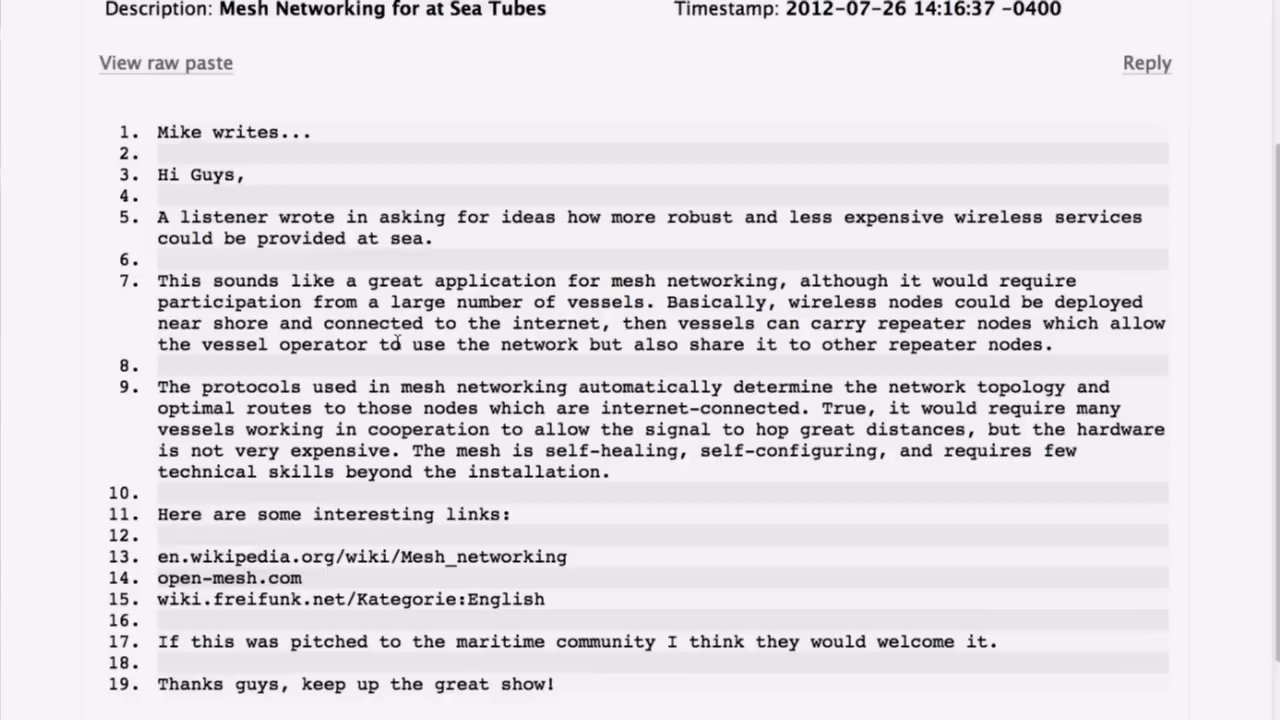 Description: Mesh Networking for at Sea Tubes Timestamp: 2012-07-26 14:16:37 -0400
View raw paste Reply
1. Mike writes...
2.
3. Hi Guys,
4.
5. A listener wrote in asking for ideas how more robust and less expensive wireless services
could be provided at sea.
6.
7. This sounds like a great application for mesh networking, although it would require
participation from a large number of vessels. Basically, wireless nodes could be deployed
near shore and connected to the internet, then vessels can carry repeater nodes which allow
the vessel operator to use the network but also share it to other repeater nodes.
8.
9. The protocols used in mesh networking automatically determine the network topology and
optimal routes to those nodes which are internet-connected. True, it would require many
vessels working in cooperation to allow the signal to hop great distances, but the hardware
is not very expensive. The mesh is self-healing, self-configuring, and requires few
technical skills beyond the installation.
10.
11. Here are some interesting links:
12.
13. en.wikipedia.org/wiki/Mesh_networking
14. open-mesh.com
15. wiki.freifunk.net/Kategorie:English
16.
17. If this was pitched to the maritime community I think they would welcome it.
18.
19. Thanks guys, keep up the great show!